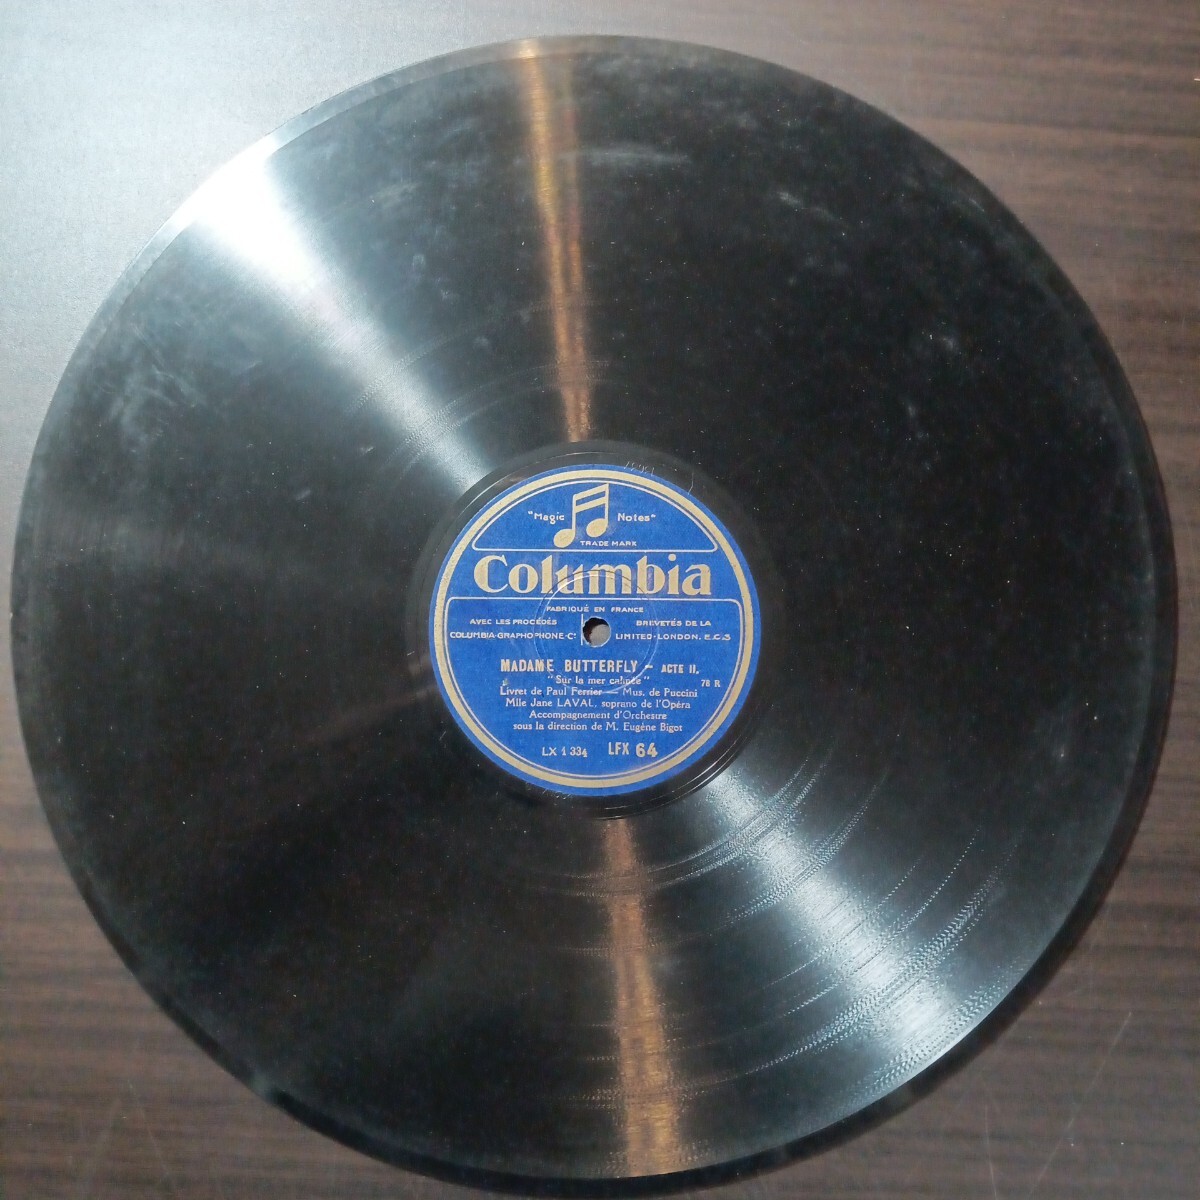 "Magic Notes"
TRADE MARK
Columbia
FABRIQUÉ EN FRANCE
AVEC LES PROCÉDÉS BREVETÉS DE LA
COLUMBIA-GRAPHOPHONE-Cº LIMITED-LONDON. E.C.3
MADAME BUTTERFLY - ACTE II.
"Sur la mer calmée" 78 R
Livret de Paul Ferrier — Mus. de Puccini
Mlle Jane LAVAL, soprano de l'Opéra
Accompagnement d'Orchestre
sous la direction de M. Eugène Bigot
LX 1334 LFX 64